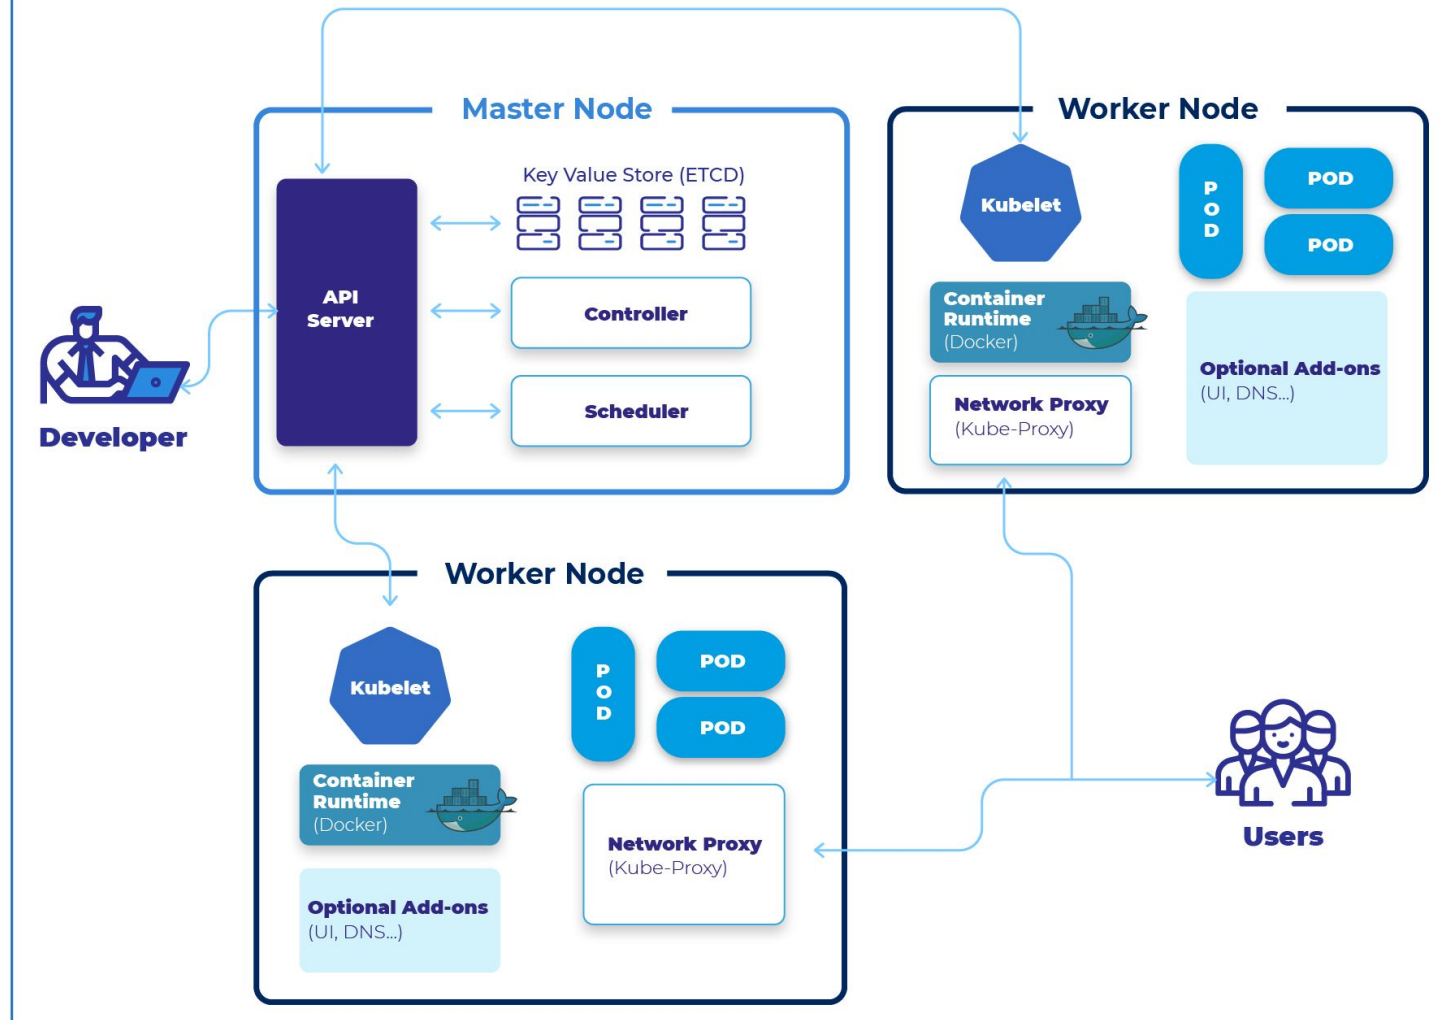 Master Node
Key Value Store (ETCD)
API
Server
Controller
Scheduler
Developer
Worker Node
Kubelet
P
O
D
POD
POD
Container
Runtime
(Docker)
Optional Add-ons
(UI, DNS...)
Network Proxy
(Kube-Proxy)
Worker Node
Kubelet
P
O
D
POD
POD
Container
Runtime
(Docker)
Network Proxy
(Kube-Proxy)
Optional Add-ons
(UI, DNS...)
Users